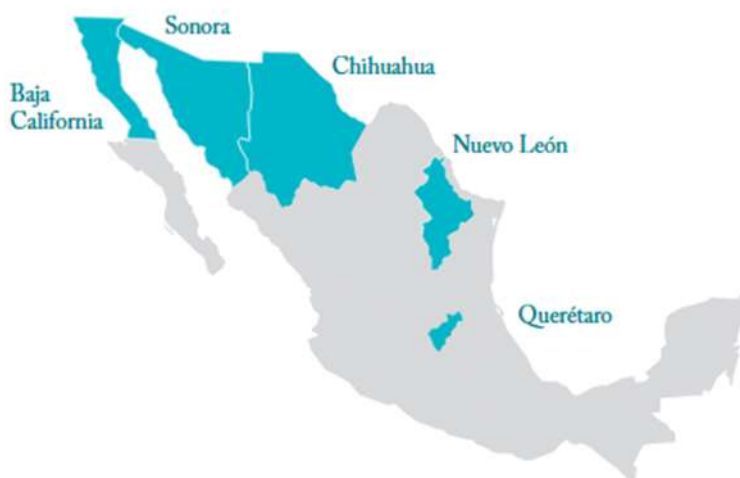 Sonora
Chihuahua
Baja
California
Nuevo León
Querétaro